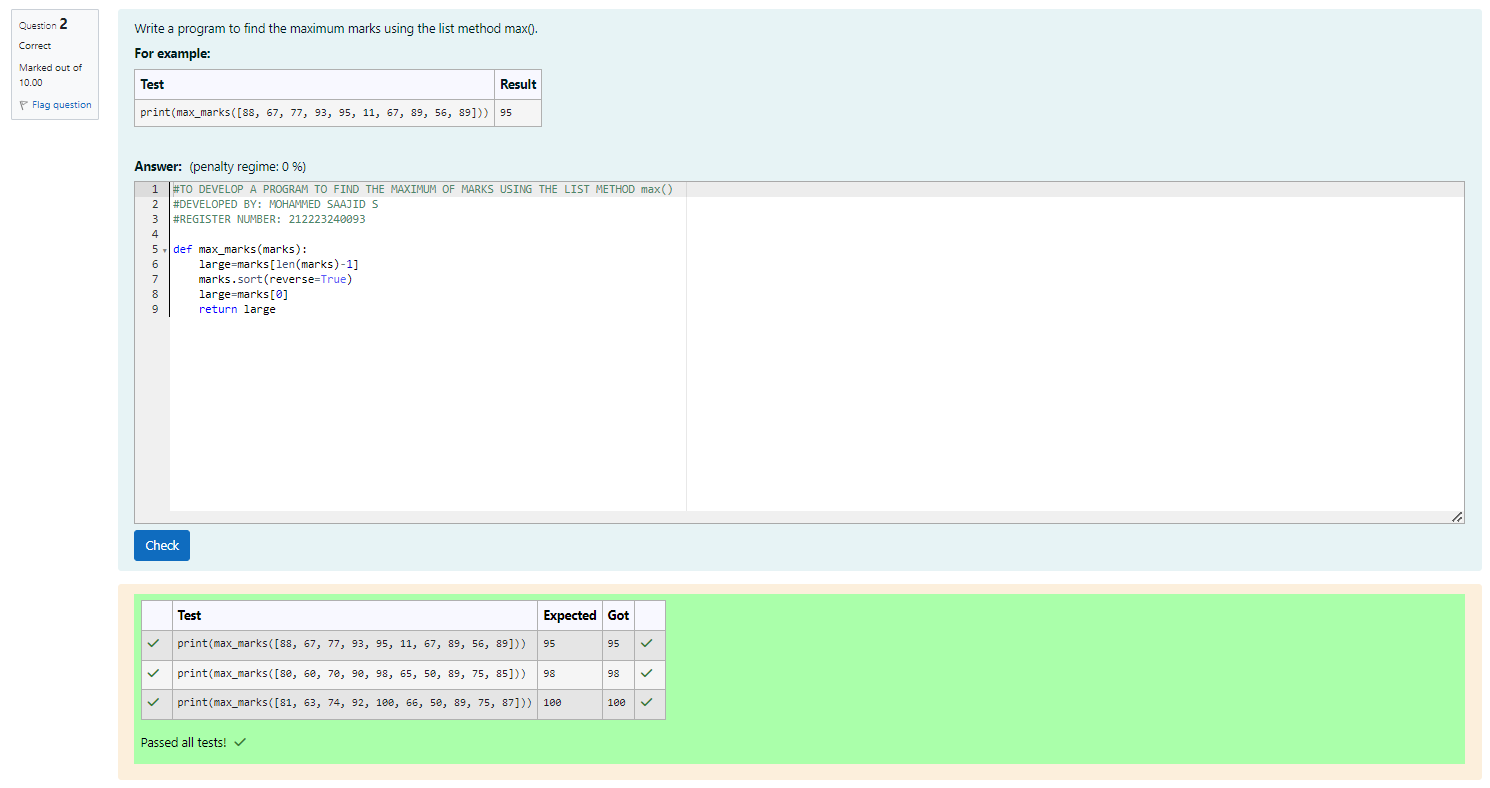 Question 2
Correct
Marked out of
10.00
Flag question
Write a program to find the maximum marks using the list method max().
For example:
Test Result
print(max_marks([88, 67, 77, 93, 95, 11, 67, 89, 56, 89])) 95
Answer: (penalty regime: 0 %)
1 #TO DEVELOP A PROGRAM TO FIND THE MAXIMUM OF MARKS USING THE LIST METHOD max()
2 #DEVELOPED BY: MOHAMMED SAAJID S
3 #REGISTER NUMBER: 212223240093
4
5 def max_marks(marks):
6     large=marks[len(marks)-1]
7     marks.sort(reverse=True)
8     large=marks[0]
9     return large
Check
Test Expected Got
print(max_marks([88, 67, 77, 93, 95, 11, 67, 89, 56, 89])) 95 95
print(max_marks([80, 60, 70, 90, 98, 65, 50, 89, 75, 85])) 98 98
print(max_marks([81, 63, 74, 92, 100, 66, 50, 89, 75, 87])) 100 100
Passed all tests!